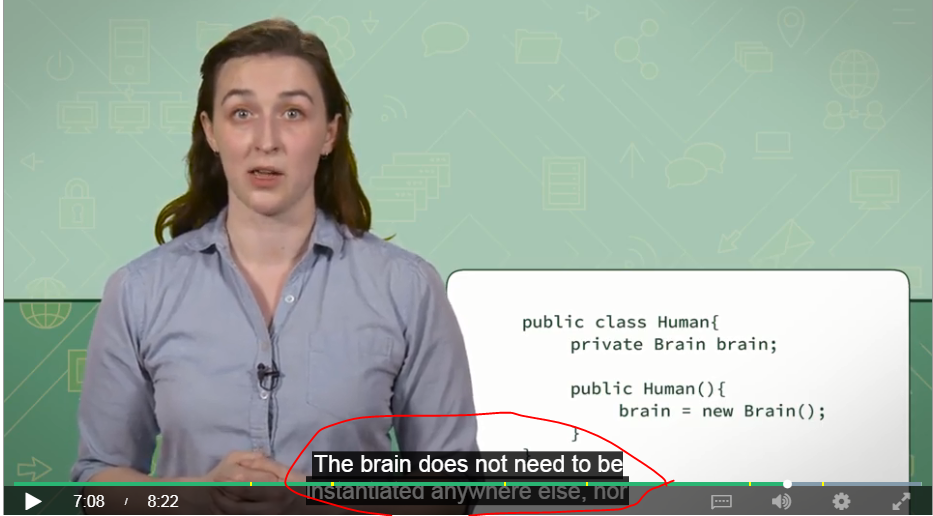 public class Human{
private Brain brain;
public Human(){
brain = new Brain();
}
}
The brain does not need to be
instantiated anywhere else, nor
7:08 / 8:22